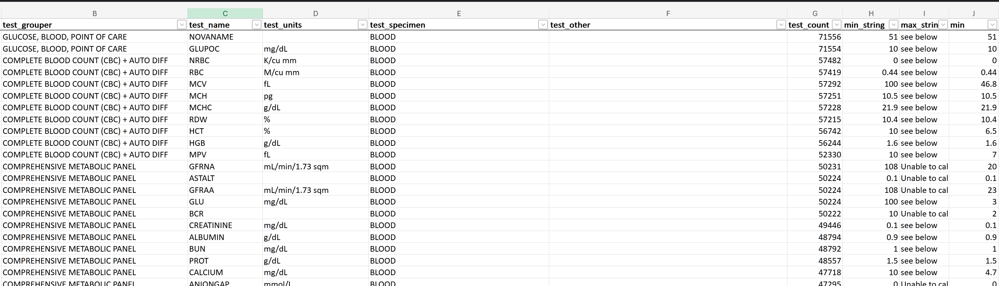 B C D E F G H I J
test_grouper test_name test_units test_specimen test_other test_count min_string max_strin min
GLUCOSE, BLOOD, POINT OF CARE NOVANAME BLOOD 71556 51 see below 51
GLUCOSE, BLOOD, POINT OF CARE GLUPOC mg/dL BLOOD 71554 10 see below 10
COMPLETE BLOOD COUNT (CBC) + AUTO DIFF NRBC K/cu mm BLOOD 57482 0 see below 0
COMPLETE BLOOD COUNT (CBC) + AUTO DIFF RBC M/cu mm BLOOD 57419 0.44 see below 0.44
COMPLETE BLOOD COUNT (CBC) + AUTO DIFF MCV fL BLOOD 57292 100 see below 46.8
COMPLETE BLOOD COUNT (CBC) + AUTO DIFF MCH pg BLOOD 57251 10.5 see below 10.5
COMPLETE BLOOD COUNT (CBC) + AUTO DIFF MCHC g/dL BLOOD 57228 21.9 see below 21.9
COMPLETE BLOOD COUNT (CBC) + AUTO DIFF RDW % BLOOD 57215 10.4 see below 10.4
COMPLETE BLOOD COUNT (CBC) + AUTO DIFF HCT % BLOOD 56742 10 see below 6.5
COMPLETE BLOOD COUNT (CBC) + AUTO DIFF HGB g/dL BLOOD 56244 1.6 see below 1.6
COMPLETE BLOOD COUNT (CBC) + AUTO DIFF MPV fL BLOOD 52330 10 see below 7
COMPREHENSIVE METABOLIC PANEL GFRNA mL/min/1.73 sqm BLOOD 50231 108 Unable to cal 20
COMPREHENSIVE METABOLIC PANEL ASTALT BLOOD 50224 0.1 Unable to cal 0.1
COMPREHENSIVE METABOLIC PANEL GFRAA mL/min/1.73 sqm BLOOD 50224 108 Unable to cal 23
COMPREHENSIVE METABOLIC PANEL GLU mg/dL BLOOD 50224 100 see below 3
COMPREHENSIVE METABOLIC PANEL BCR BLOOD 50222 10 Unable to cal 2
COMPREHENSIVE METABOLIC PANEL CREATININE mg/dL BLOOD 49446 0.1 see below 0.1
COMPREHENSIVE METABOLIC PANEL ALBUMIN g/dL BLOOD 48794 0.9 see below 0.9
COMPREHENSIVE METABOLIC PANEL BUN mg/dL BLOOD 48792 1 see below 1
COMPREHENSIVE METABOLIC PANEL PROT g/dL BLOOD 48557 1.5 see below 1.5
COMPREHENSIVE METABOLIC PANEL CALCIUM mg/dL BLOOD 47718 10 see below 4.7
COMPREHENSIVE METABOLIC PANEL ANIONGAP mmol/L BLOOD 47295 0 Unable to cal 0